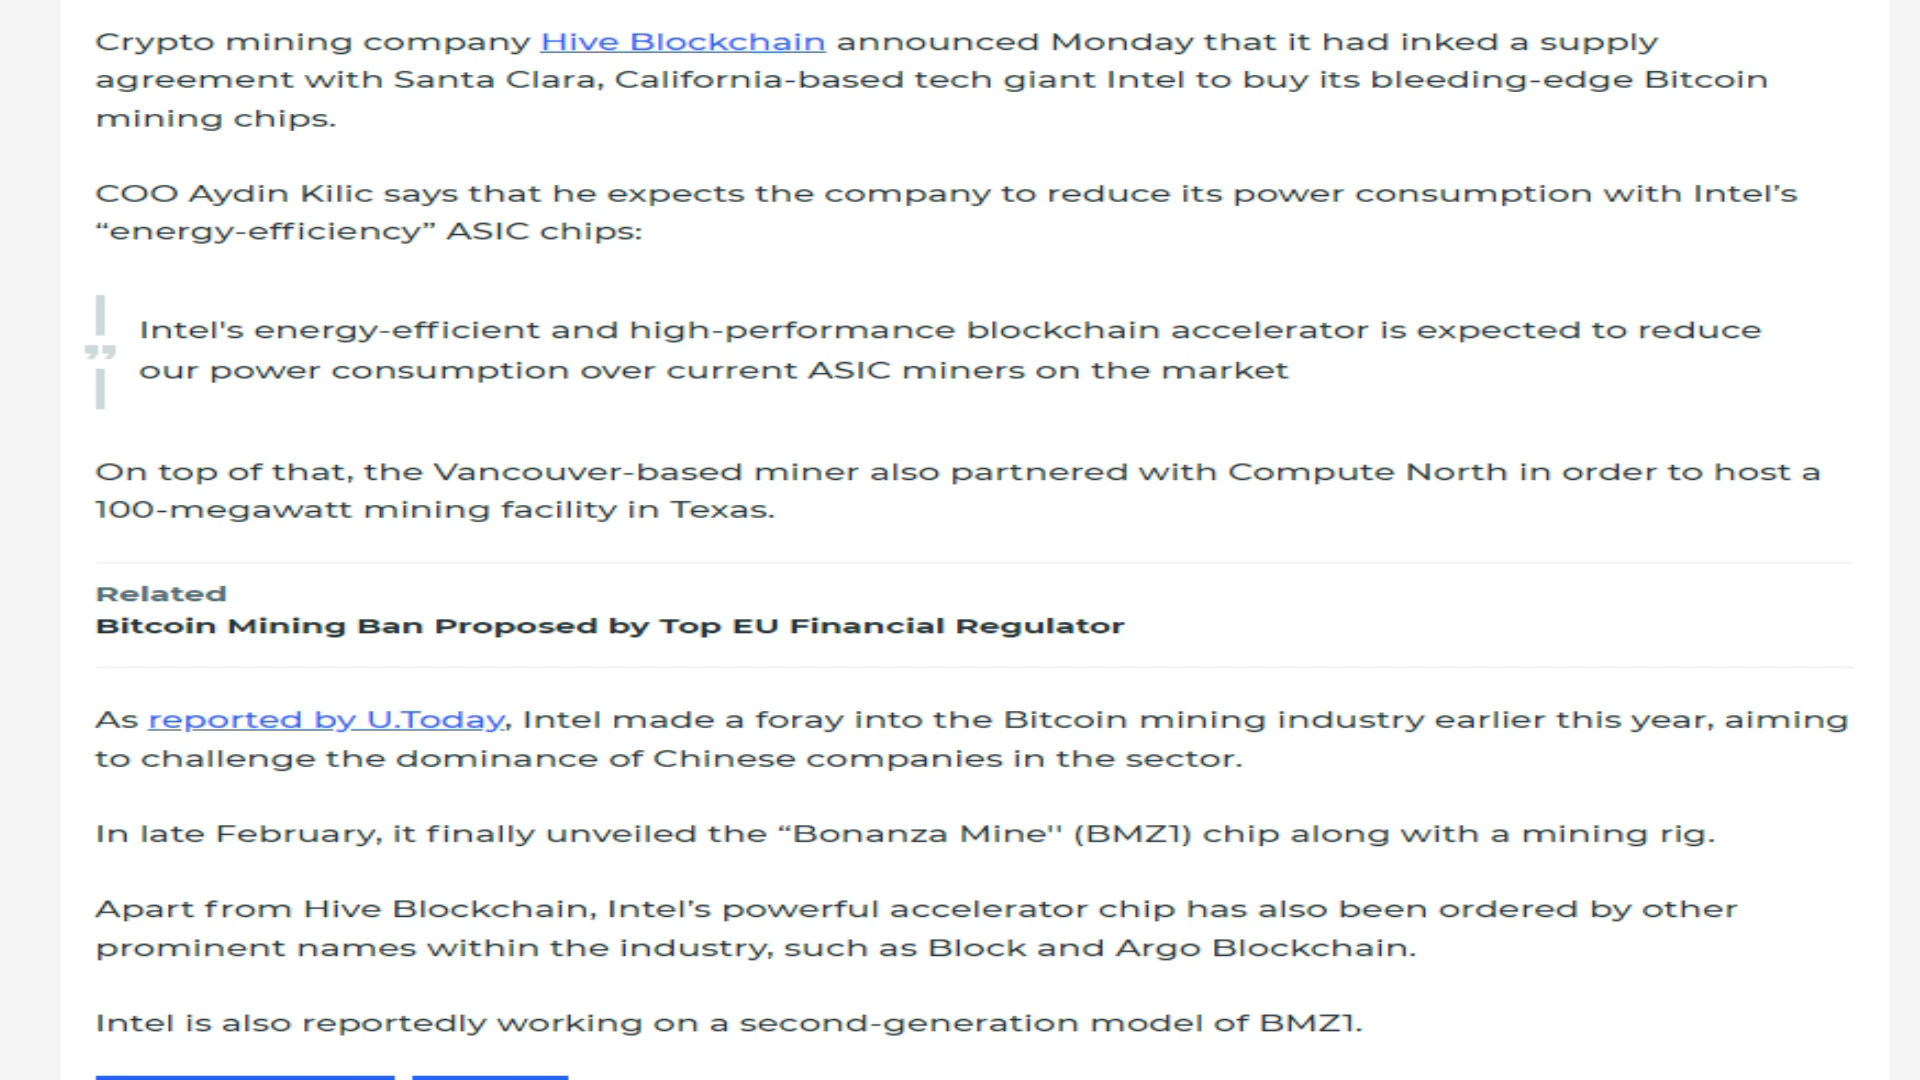 Crypto mining company Hive Blockchain announced Monday that it had inked a supply
agreement with Santa Clara, California-based tech giant Intel to buy its bleeding-edge Bitcoin
mining chips.
COO Aydin Kilic says that he expects the company to reduce its power consumption with Intel’s
“energy-efficiency” ASIC chips:
Intel's energy-efficient and high-performance blockchain accelerator is expected to reduce
our power consumption over current ASIC miners on the market
On top of that, the Vancouver-based miner also partnered with Compute North in order to host a
100-megawatt mining facility in Texas.
Related
Bitcoin Mining Ban Proposed by Top EU Financial Regulator
As reported by U.Today, Intel made a foray into the Bitcoin mining industry earlier this year, aiming
to challenge the dominance of Chinese companies in the sector.
In late February, it finally unveiled the “Bonanza Mine'' (BMZ1) chip along with a mining rig.
Apart from Hive Blockchain, Intel’s powerful accelerator chip has also been ordered by other
prominent names within the industry, such as Block and Argo Blockchain.
Intel is also reportedly working on a second-generation model of BMZ1.